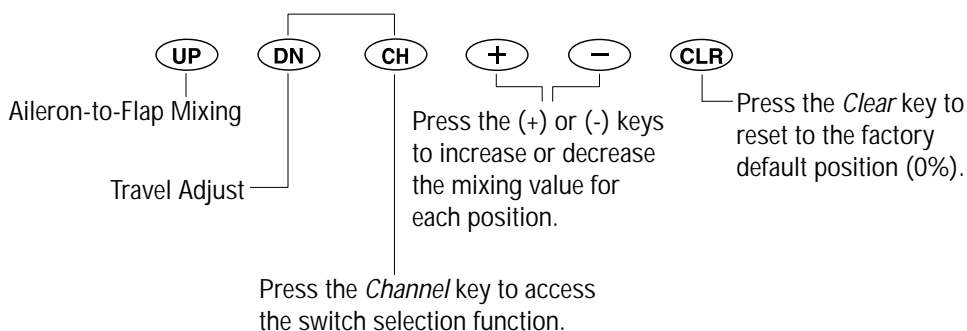 UP DN CH + − CLR
Aileron-to-Flap Mixing
Travel Adjust
Press the Channel key to access
the switch selection function.
Press the (+) or (-) keys
to increase or decrease
the mixing value for
each position.
Press the Clear key to
reset to the factory
default position (0%).